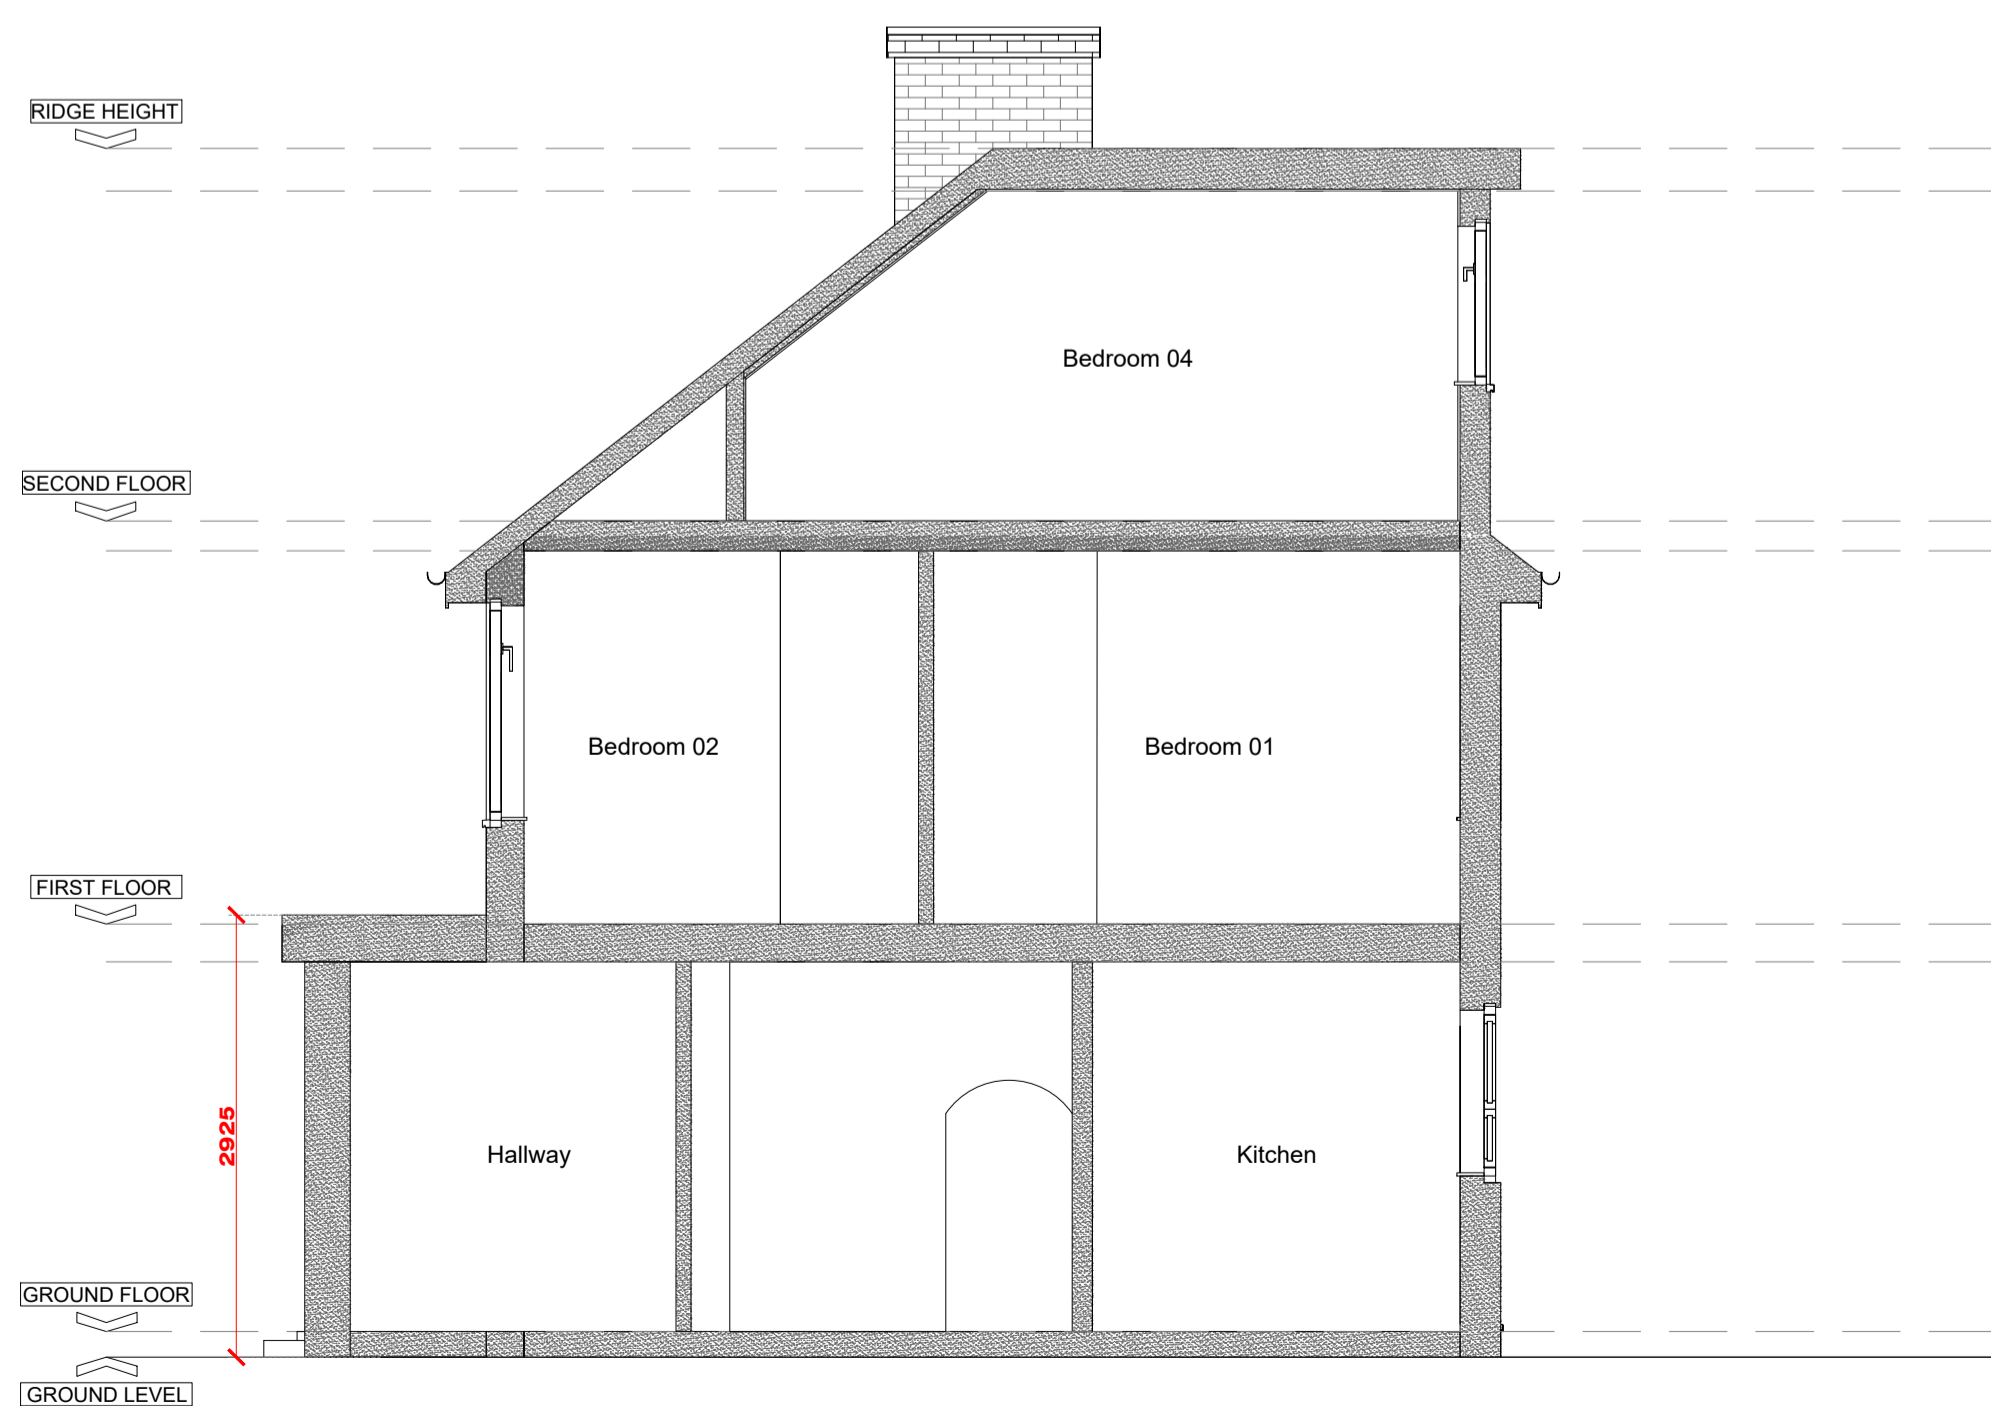 RIDGE HEIGHT
Bedroom 04
SECOND FLOOR
Bedroom 02
Bedroom 01
FIRST FLOOR
2925
Hallway
Kitchen
GROUND FLOOR
GROUND LEVEL